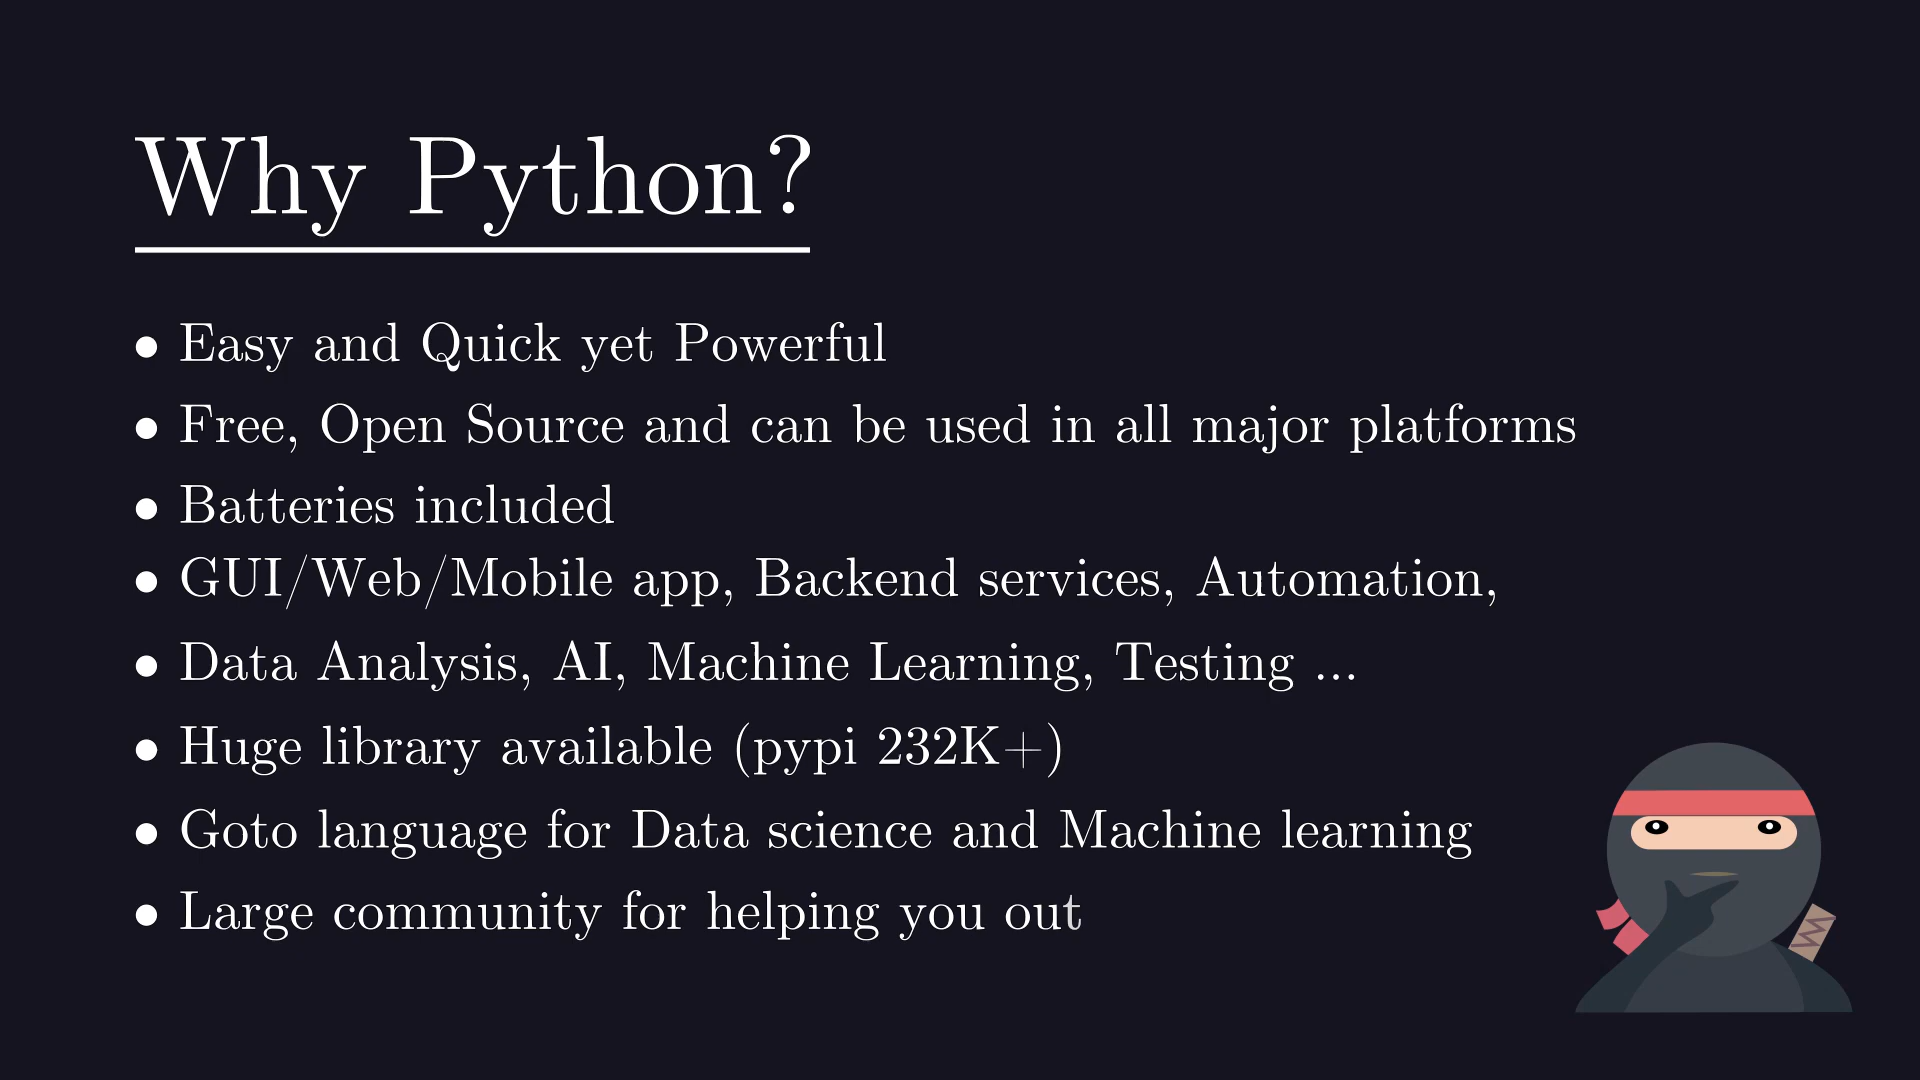 Why Python?
• Easy and Quick yet Powerful
• Free, Open Source and can be used in all major platforms
• Batteries included
• GUI/Web/Mobile app, Backend services, Automation,
• Data Analysis, AI, Machine Learning, Testing ...
• Huge library available (pypi 232K+)
• Goto language for Data science and Machine learning
• Large community for helping you out